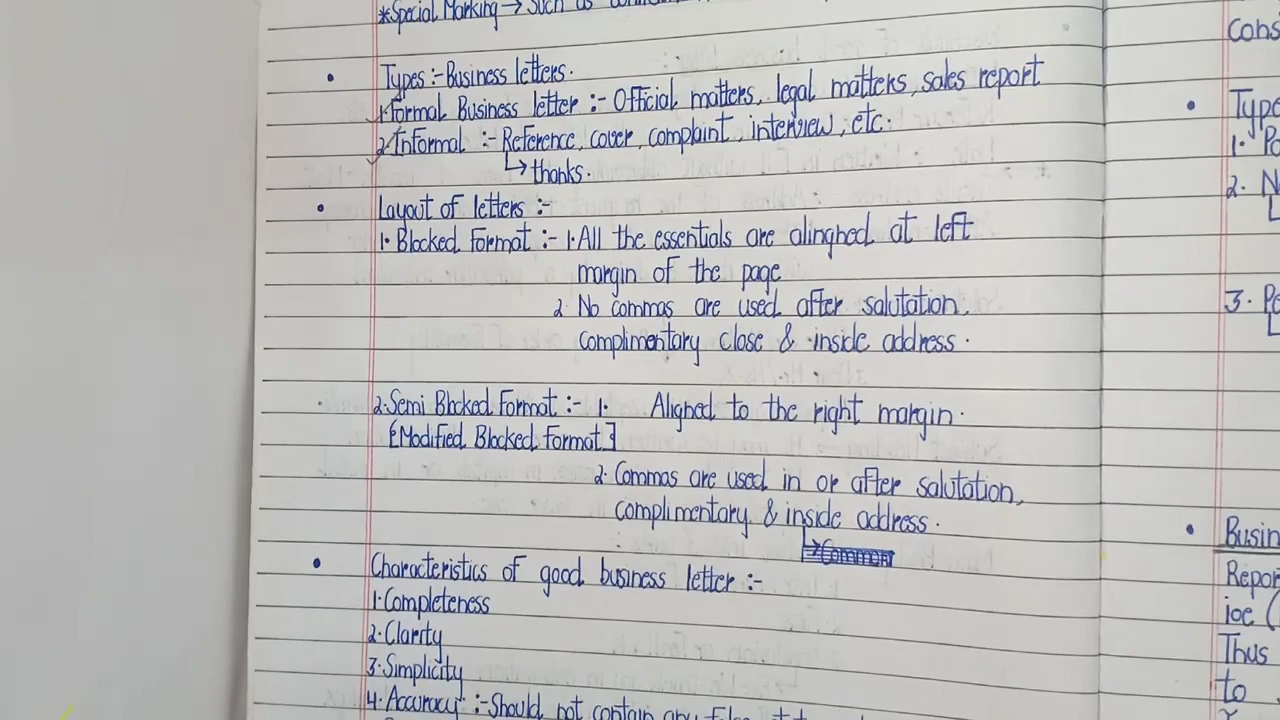 *Special Marking → Such as
• Types :- Business letters.
1. Formal Business letter :- Official matters, legal matters, sales report
2. Informal :- Reference, cover, complaint, interview, etc.
↳ thanks.
• Layout of letters :-
1. Blocked Format :- 1. All the essentials are alinghed at left
margin of the page
2. No commas are used after salutation,
complimentary close & inside address.
2. Semi Blocked Format :- 1. Aligned to the right margin.
[Modified Blocked Format]
2. Commas are used in or after salutation,
complimentary & inside address.
• Characteristics of good business letter :-
1. Completeness
2. Clarity
3. Simplicity
4. Accuracy :- Should not contain any
Cons
• Type
1. Po
2. N
3. Po
• Busin
Repor
ioe (
Thus
to